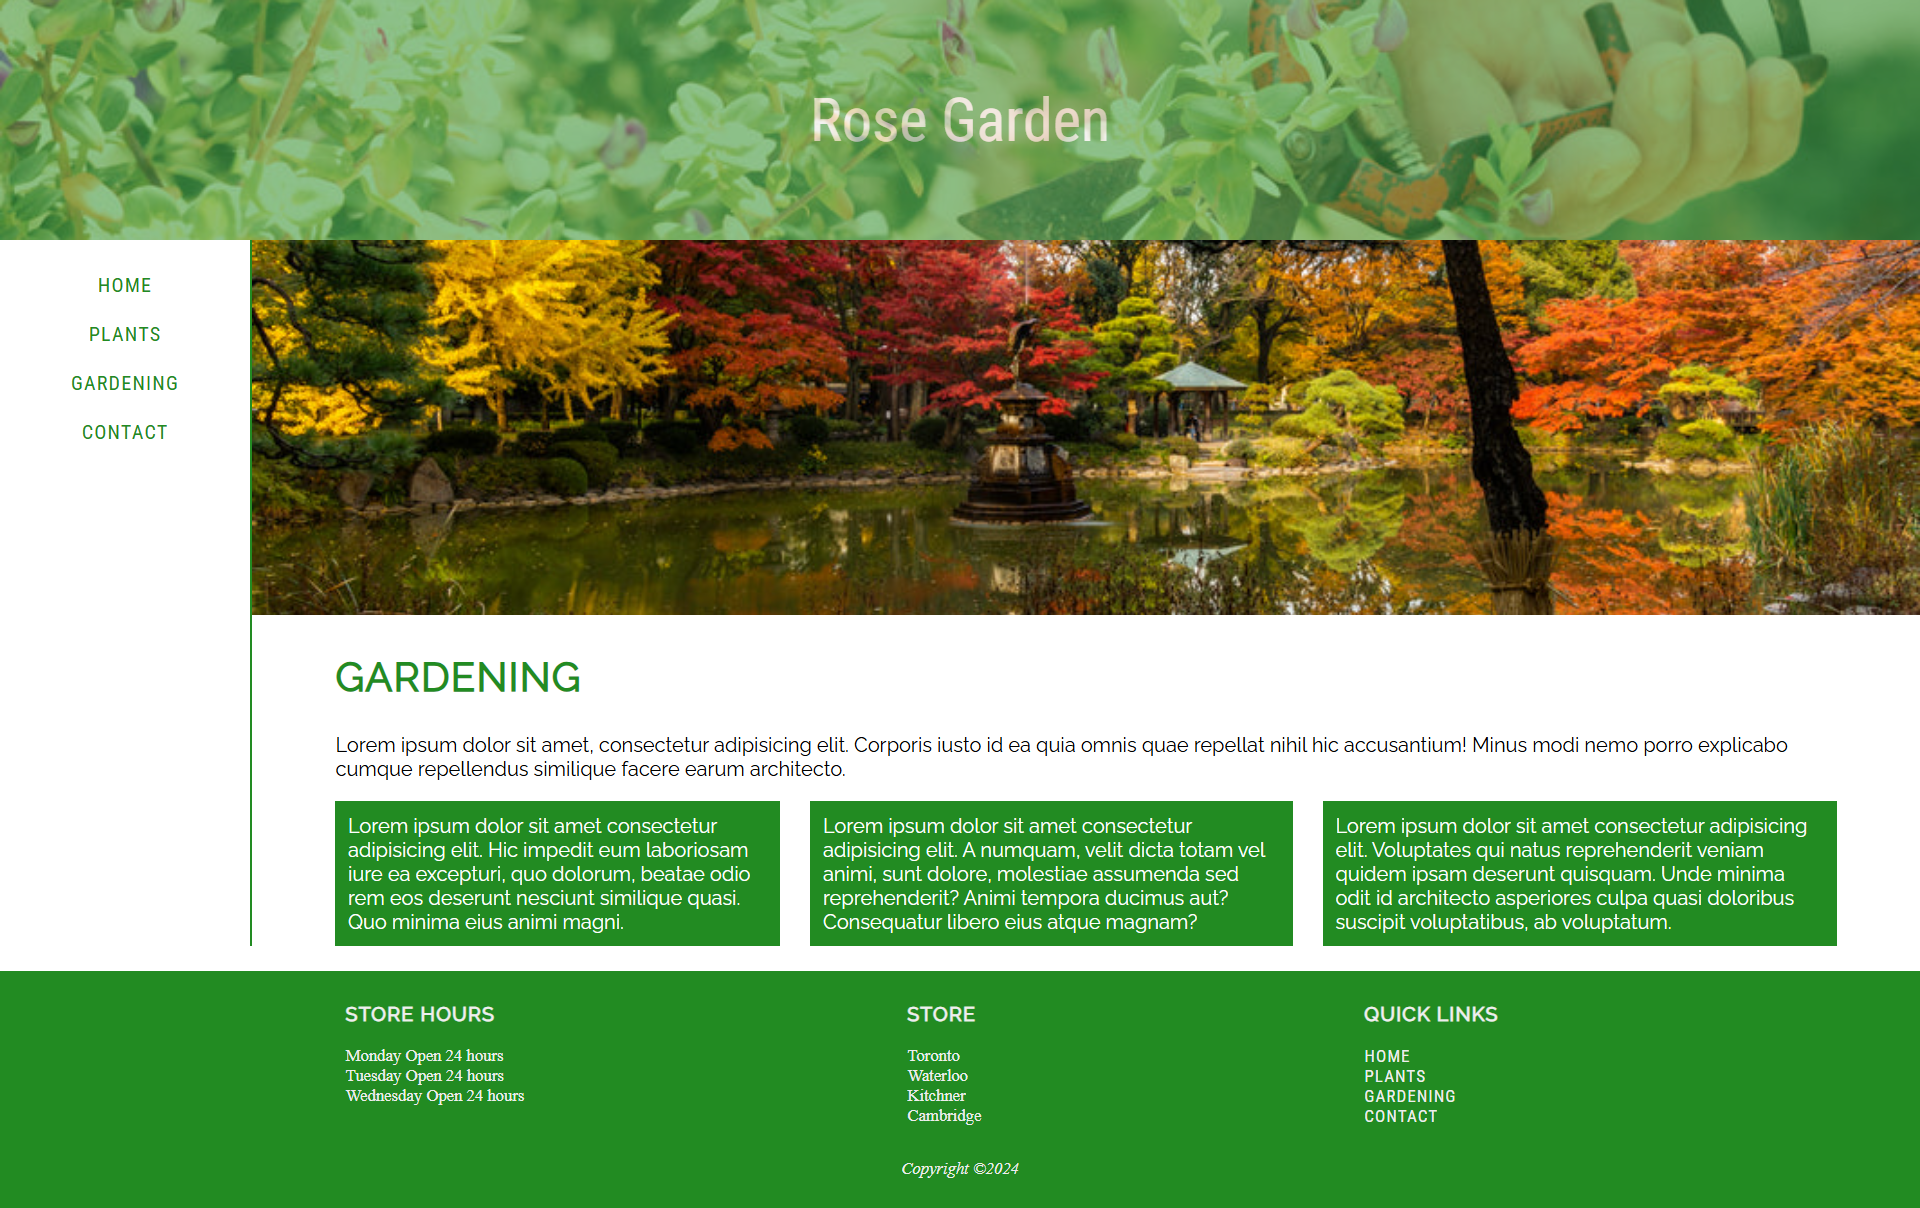 Rose Garden
HOME
PLANTS
GARDENING
CONTACT
GARDENING
Lorem ipsum dolor sit amet, consectetur adipisicing elit. Corporis iusto id ea quia omnis quae repellat nihil hic accusantium! Minus modi nemo porro explicabo
cumque repellendus similique facere earum architecto.
Lorem ipsum dolor sit amet consectetur
adipisicing elit. Hic impedit eum laboriosam
iure ea excepturi, quo dolorum, beatae odio
rem eos deserunt nesciunt similique quasi.
Quo minima eius animi magni.
Lorem ipsum dolor sit amet consectetur
adipisicing elit. A numquam, velit dicta totam vel
animi, sunt dolore, molestiae assumenda sed
reprehenderit? Animi tempora ducimus aut?
Consequatur libero eius atque magnam?
Lorem ipsum dolor sit amet consectetur adipisicing
elit. Voluptates qui natus reprehenderit veniam
quidem ipsam deserunt quisquam. Unde minima
odit id architecto asperiores culpa quasi doloribus
suscipit voluptatibus, ab voluptatum.
STORE HOURS
Monday Open 24 hours
Tuesday Open 24 hours
Wednesday Open 24 hours
STORE
Toronto
Waterloo
Kitchner
Cambridge
QUICK LINKS
HOME
PLANTS
GARDENING
CONTACT
Copyright ©2024